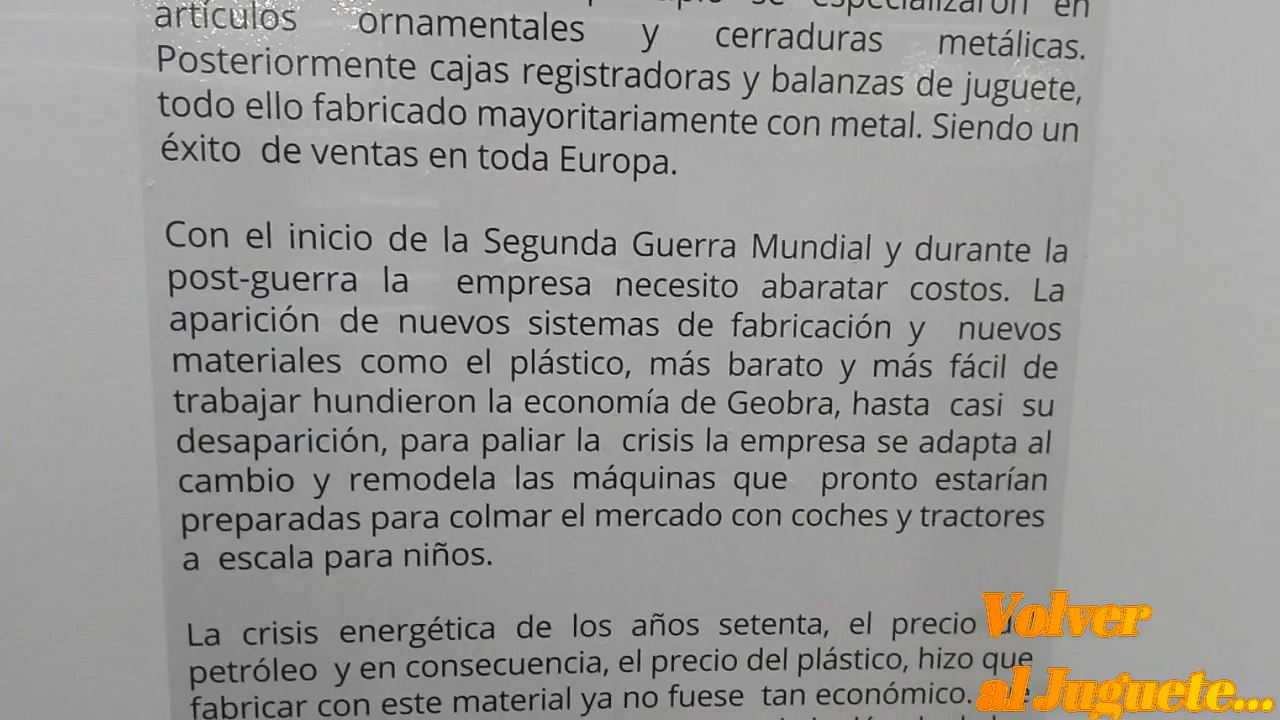 se especializaron en
artículos ornamentales y cerraduras metálicas.
Posteriormente cajas registradoras y balanzas de juguete,
todo ello fabricado mayoritariamente con metal. Siendo un
éxito de ventas en toda Europa.
Con el inicio de la Segunda Guerra Mundial y durante la
post-guerra la empresa necesito abaratar costos. La
aparición de nuevos sistemas de fabricación y nuevos
materiales como el plástico, más barato y más fácil de
trabajar hundieron la economía de Geobra, hasta casi su
desaparición, para paliar la crisis la empresa se adapta al
cambio y remodela las máquinas que pronto estarían
preparadas para colmar el mercado con coches y tractores
a escala para niños.
La crisis energética de los años setenta, el precio
petróleo y en consecuencia, el precio del plástico, hizo que
fabricar con este material ya no fuese tan económico.
Volver
al Juguete...